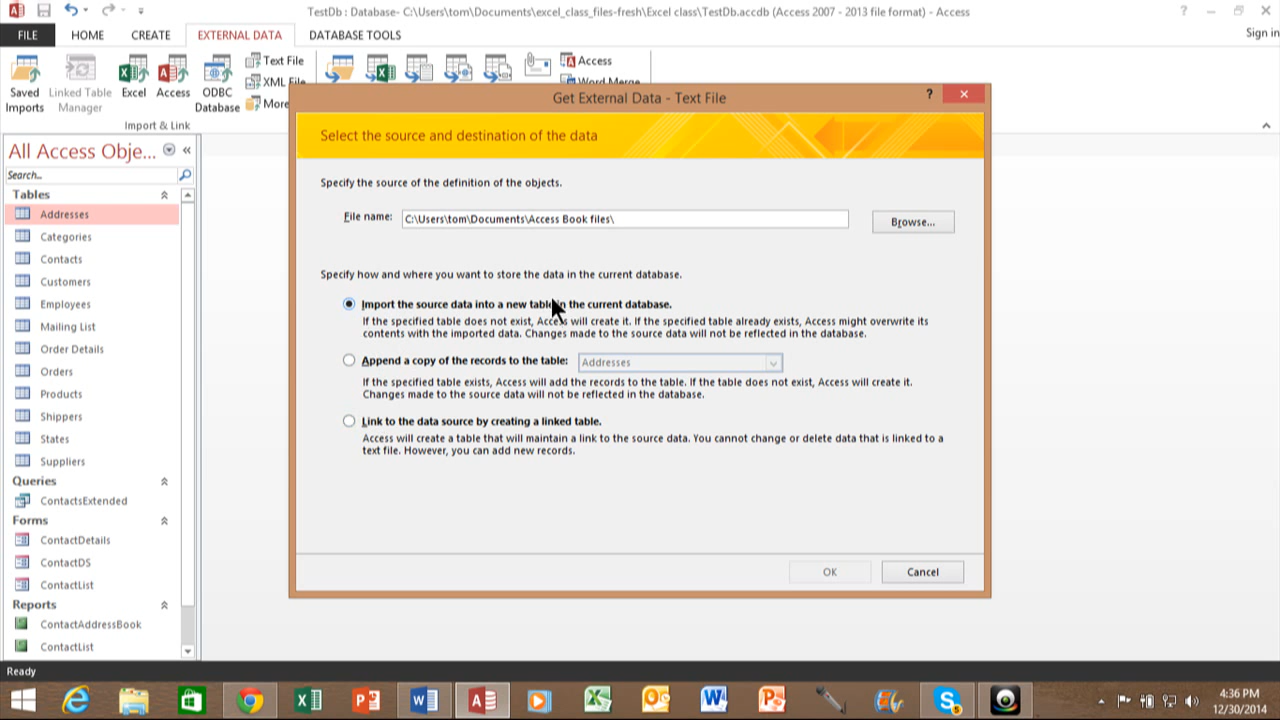 TestDb : Database- C:\Users\tom\Documents\excel_class_files-fresh\Excel class\TestDb.accdb (Access 2007 - 2013 file format) - Access
FILE HOME CREATE EXTERNAL DATA DATABASE TOOLS Sign in
Saved Imports
Linked Table Manager
Excel
Access
ODBC Database
Text File
XML File
More
Access
Word Merge
Import & Link
Get External Data - Text File
Select the source and destination of the data
Specify the source of the definition of the objects.
File name: C:\Users\tom\Documents\Access Book files\ Browse...
Specify how and where you want to store the data in the current database.
Import the source data into a new table in the current database.
If the specified table does not exist, Access will create it. If the specified table already exists, Access might overwrite its
contents with the imported data. Changes made to the source data will not be reflected in the database.
Append a copy of the records to the table: Addresses
If the specified table exists, Access will add the records to the table. If the table does not exist, Access will create it.
Changes made to the source data will not be reflected in the database.
Link to the data source by creating a linked table.
Access will create a table that will maintain a link to the source data. You cannot change or delete data that is linked to a
text file. However, you can add new records.
OK Cancel
All Access Obje...
Search...
Tables
Addresses
Categories
Contacts
Customers
Employees
Mailing List
Order Details
Orders
Products
Shippers
States
Suppliers
Queries
ContactsExtended
Forms
ContactDetails
ContactDS
ContactList
Reports
ContactAddressBook
ContactList
Ready
4:36 PM
12/30/2014